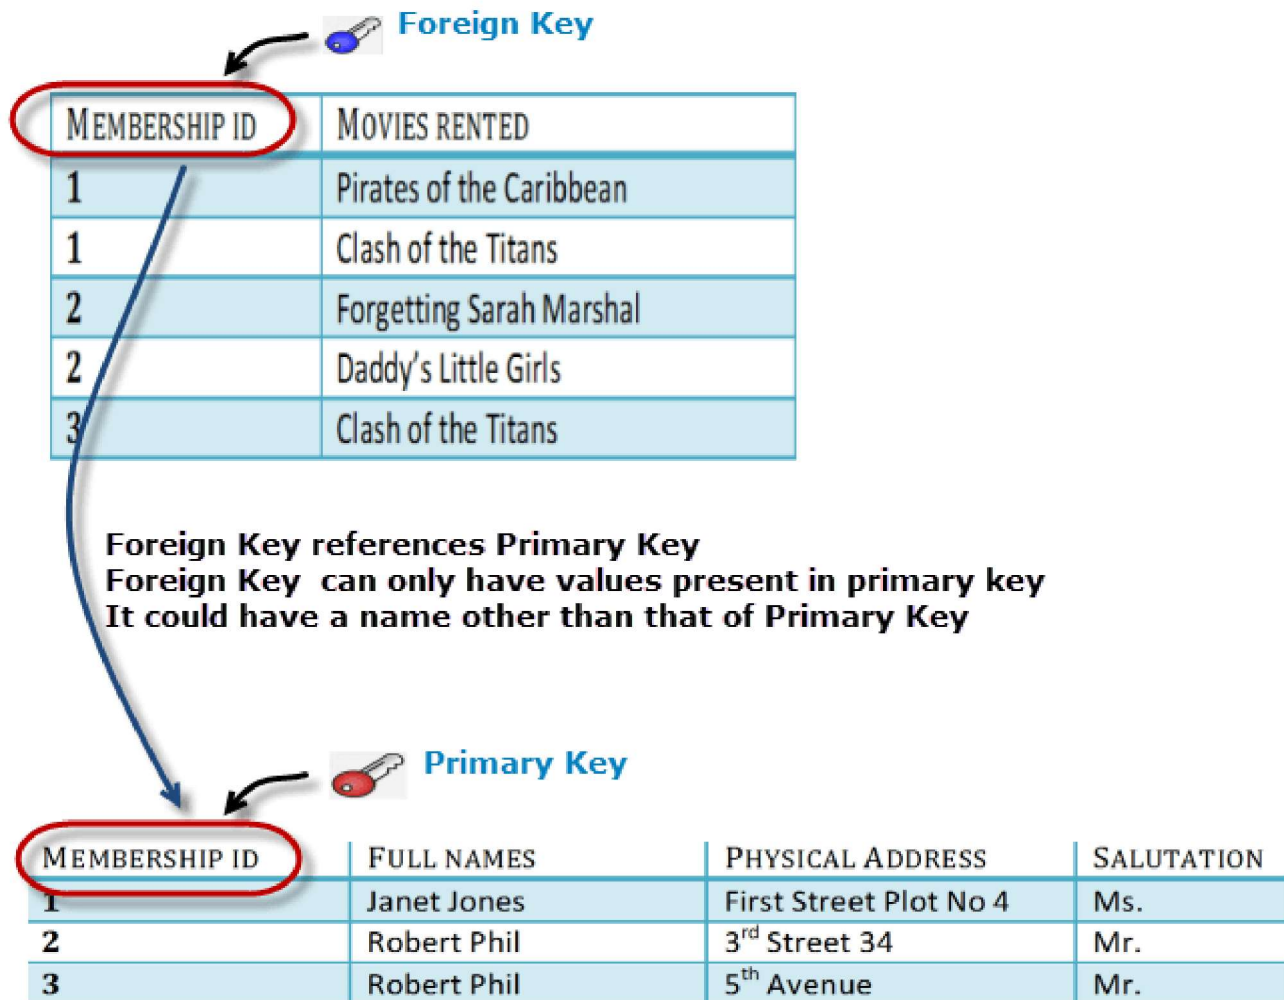 Foreign Key
MEMBERSHIP ID MOVIES RENTED
1 Pirates of the Caribbean
1 Clash of the Titans
2 Forgetting Sarah Marshal
2 Daddy's Little Girls
3 Clash of the Titans
Foreign Key references Primary Key
Foreign Key can only have values present in primary key
It could have a name other than that of Primary Key
Primary Key
MEMBERSHIP ID FULL NAMES PHYSICAL ADDRESS SALUTATION
1 Janet Jones First Street Plot No 4 Ms.
2 Robert Phil 3rd Street 34 Mr.
3 Robert Phil 5th Avenue Mr.